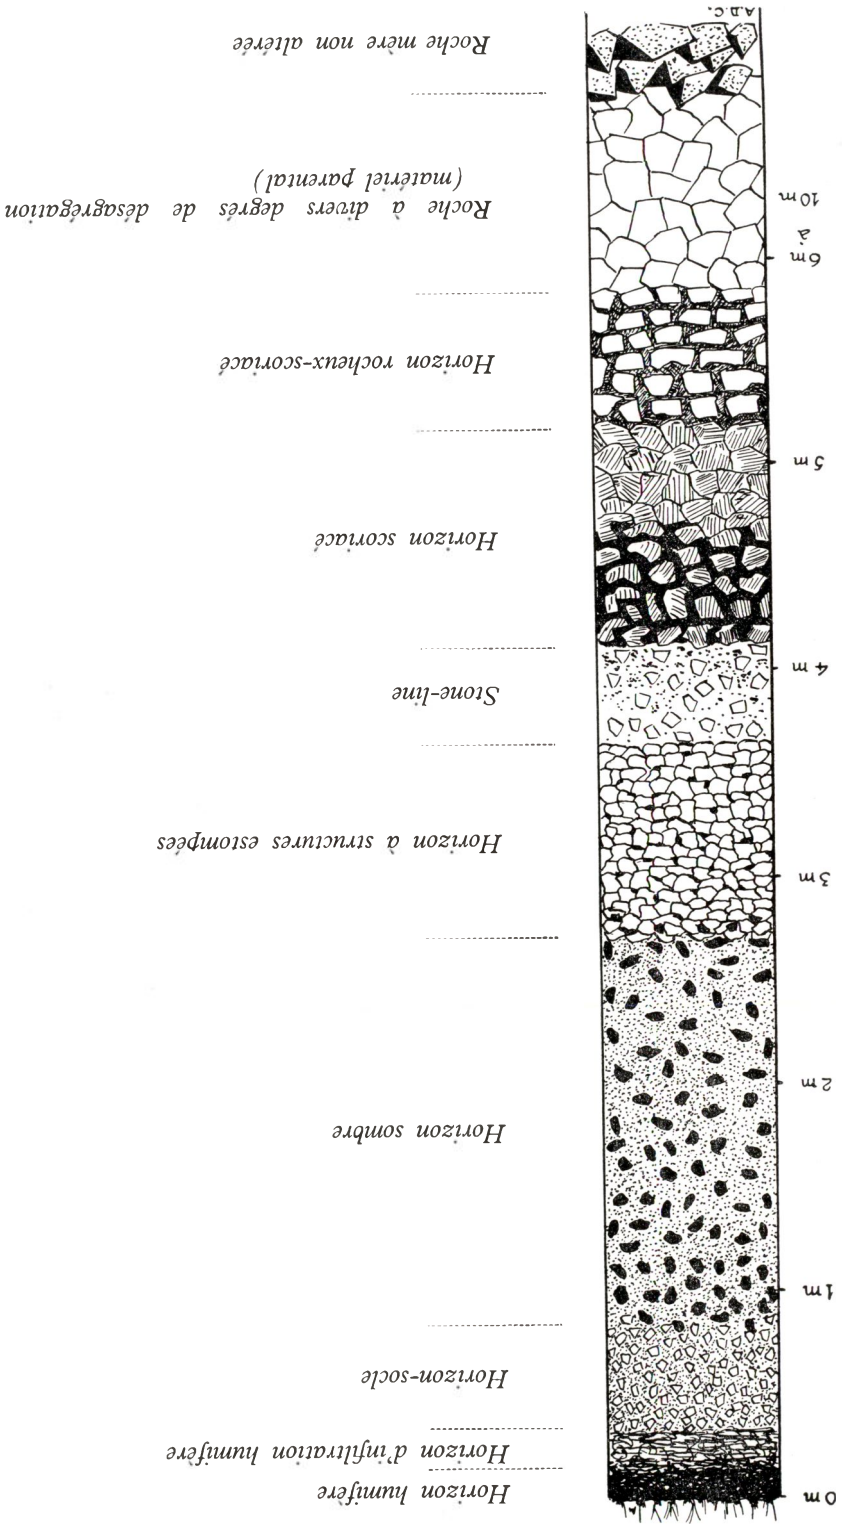 0 m
Horizon humifère
Horizon d'infiltration humifère
Horizon-socle
1 m
Horizon sombre
2 m
3 m
Horizon à structures estompées
Stone-line
4 m
Horizon scoriacé
5 m
Horizon rocheux-scoriacé
6 m
à
10 m
Roche à divers degrés de désagrégation
(matériel parental)
Roche mère non altérée
A.D.C.